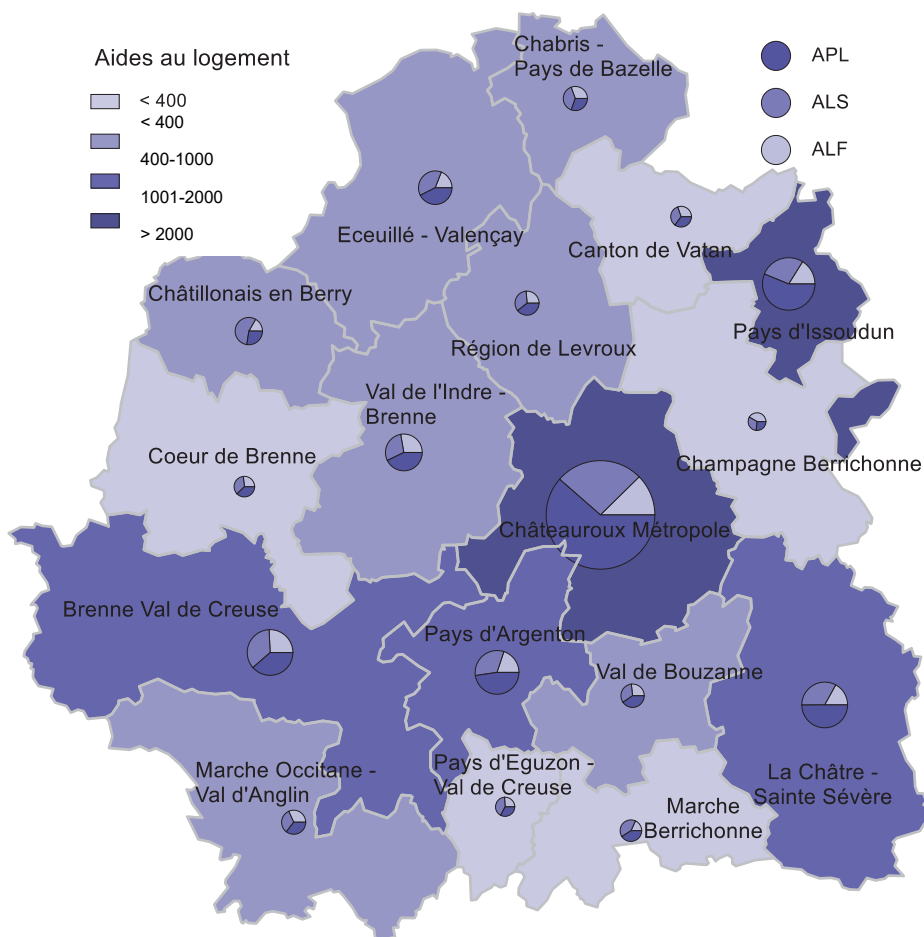 Aides au logement
< 400
< 400
400-1000
1001-2000
> 2000
APL
ALS
ALF
Chabris -
Pays de Bazelle
Eceuillé - Valençay
Canton de Vatan
Châtillonais en Berry
Région de Levroux
Pays d'Issoudun
Val de l'Indre -
Brenne
Coeur de Brenne
Champagne Berrichonne
Châteauroux Métropole
Brenne Val de Creuse
Pays d'Argenton
Val de Bouzanne
Marche Occitane -
Val d'Anglin
Pays d'Eguzon -
Val de Creuse
La Châtre -
Sainte Sévère
Marche
Berrichonne